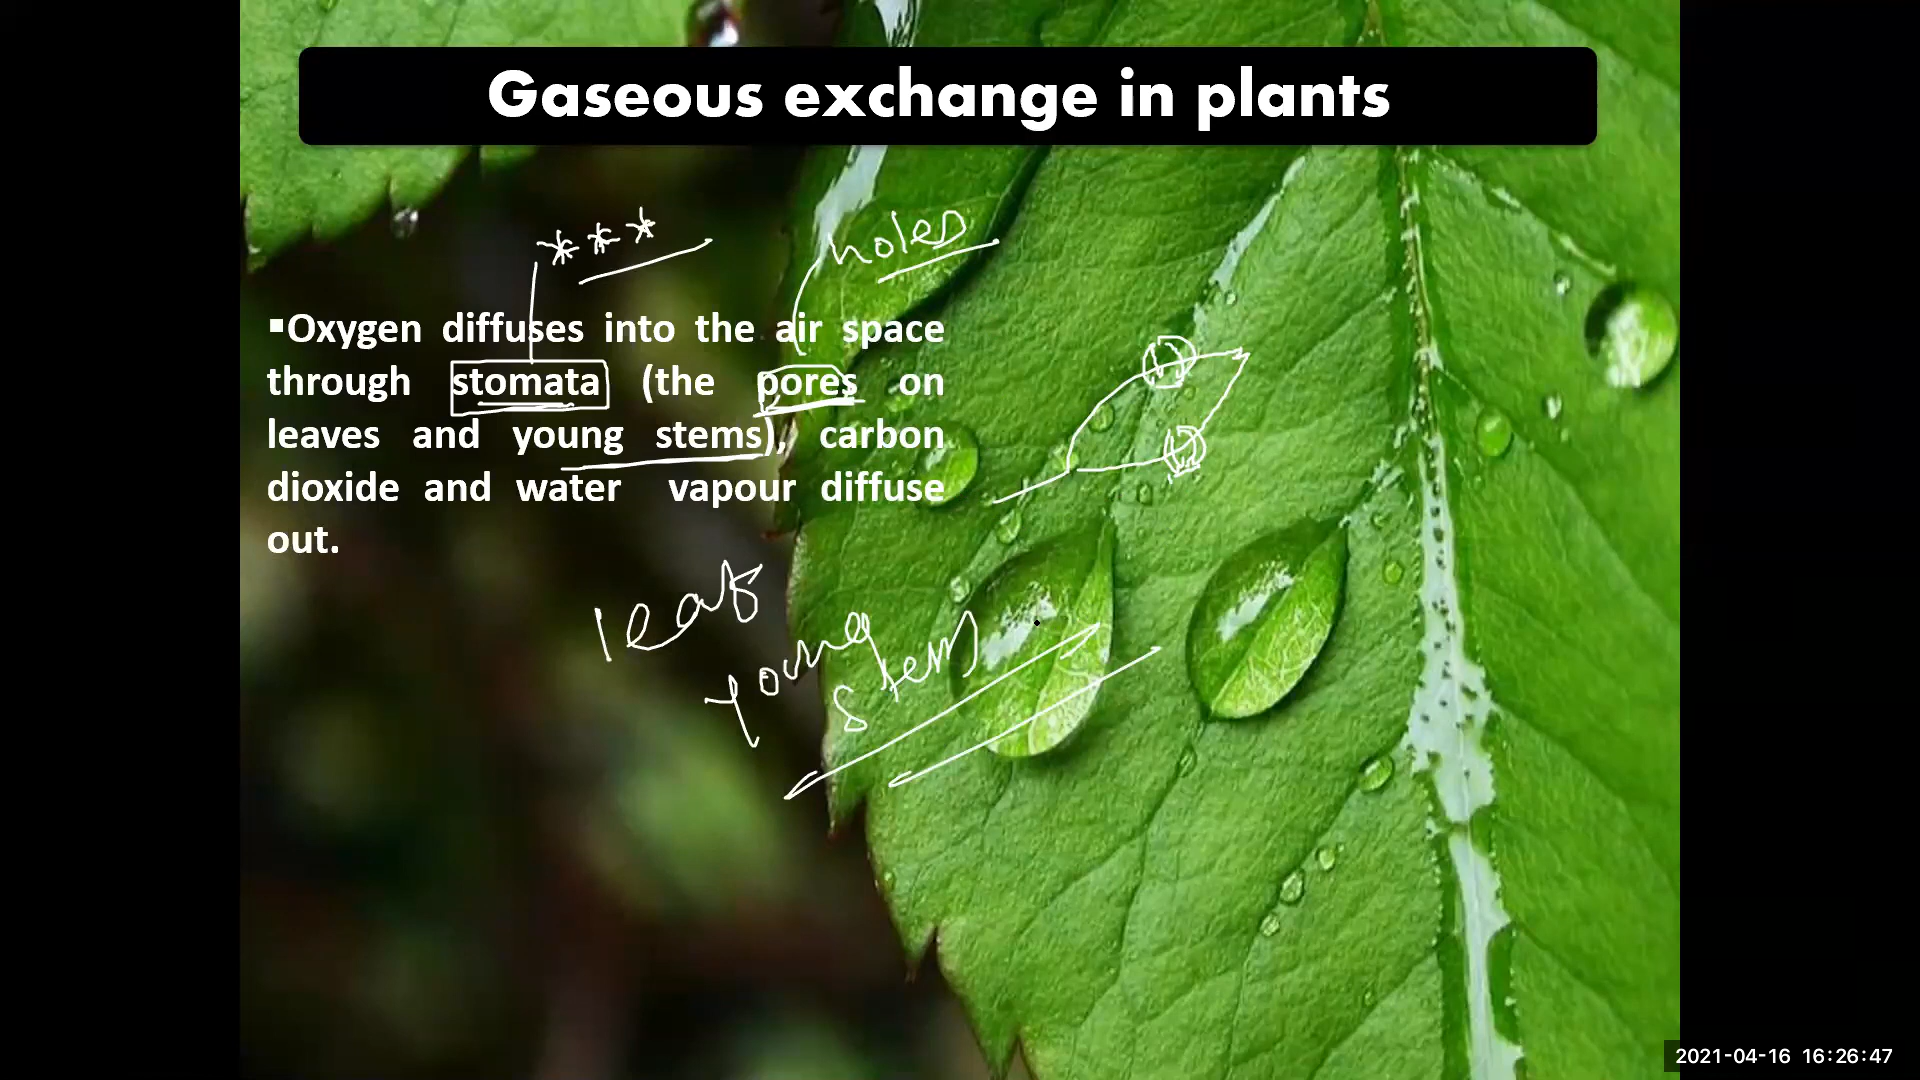 Gaseous exchange in plants
***
holes
▪Oxygen diffuses into the air space
through stomata (the pores on
leaves and young stems), carbon
dioxide and water vapour diffuse
out.
leaf
young
stem
2021-04-16 16:26:47